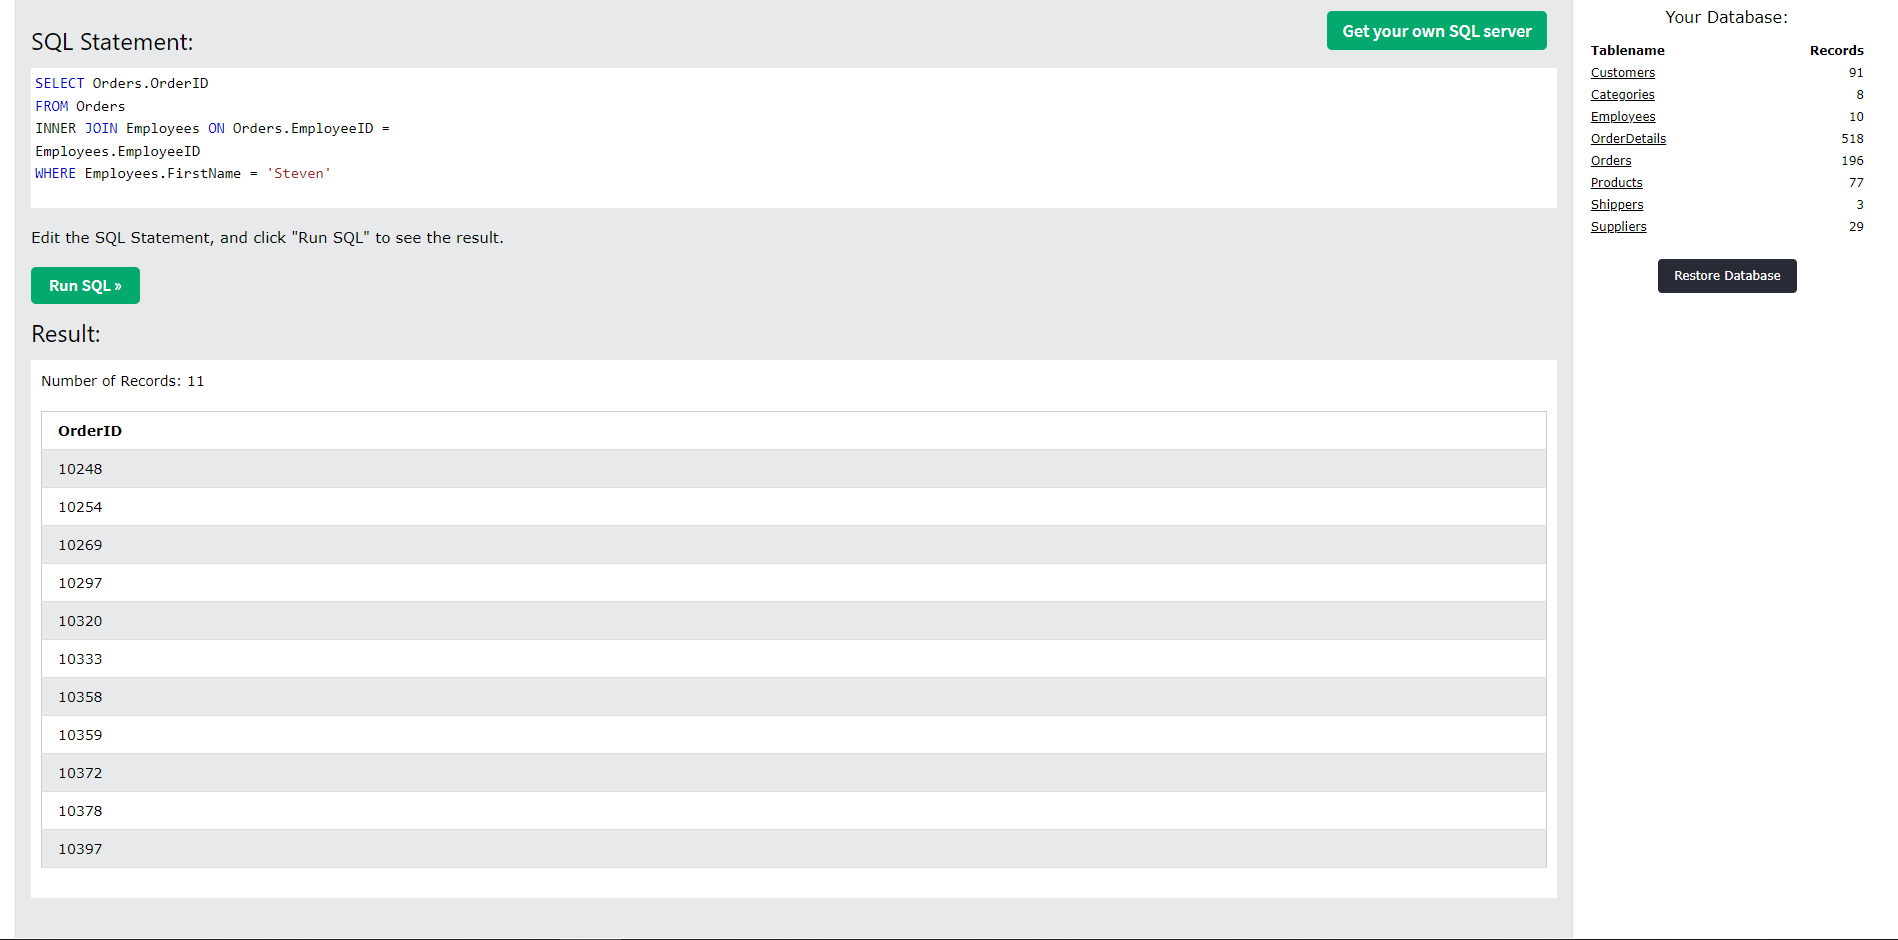 SQL Statement:
Get your own SQL server
SELECT Orders.OrderID
FROM Orders
INNER JOIN Employees ON Orders.EmployeeID =
Employees.EmployeeID
WHERE Employees.FirstName = 'Steven'
Edit the SQL Statement, and click "Run SQL" to see the result.
Run SQL »
Result:
Number of Records: 11
OrderID
10248
10254
10269
10297
10320
10333
10358
10359
10372
10378
10397
Your Database:
Tablename Records
Customers 91
Categories 8
Employees 10
OrderDetails 518
Orders 196
Products 77
Shippers 3
Suppliers 29
Restore Database